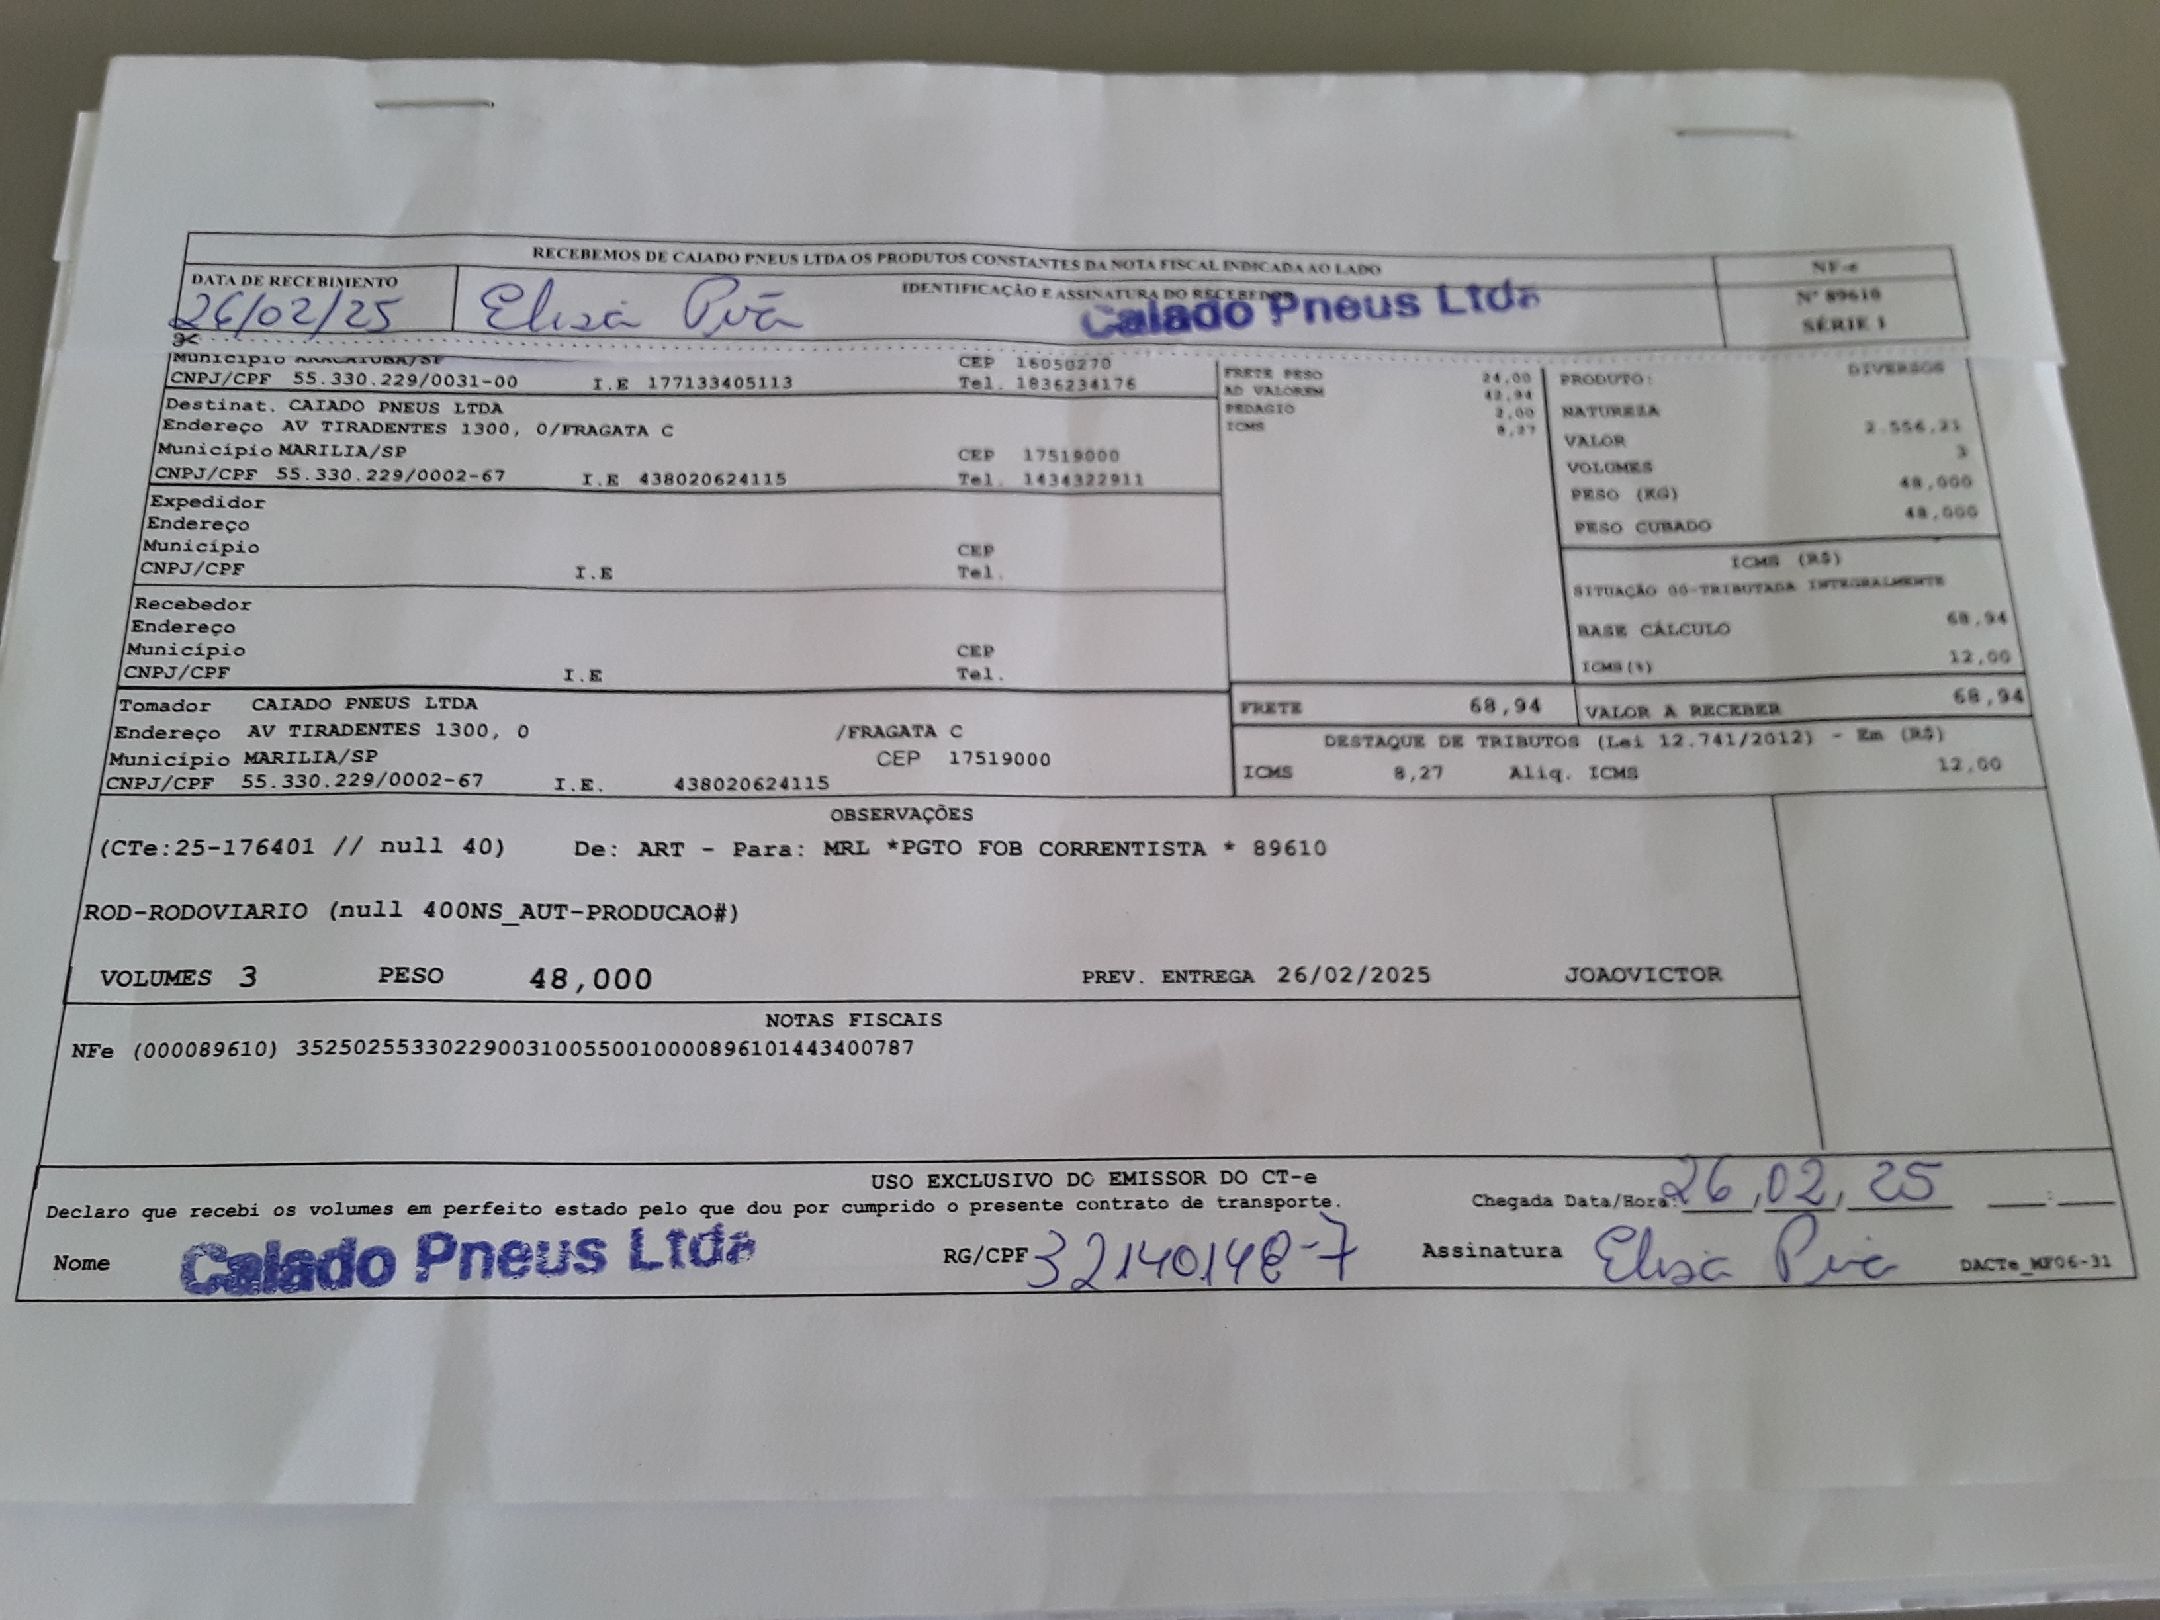 RECEBEMOS DE CAIADO PNEUS LTDA OS PRODUTOS CONSTANTES DA NOTA FISCAL INDICADA AO LADO
NF-e
Nº 89610
SÉRIE 1
DATA DE RECEBIMENTO
IDENTIFICAÇÃO E ASSINATURA DO RECEBEDOR
26/02/25
Elisa Piva
Caiado Pneus Ltda
Município ARACATUBA/SP CEP 16050270
CNPJ/CPF 55.330.229/0031-00 I.E 177133405113 Tel. 1836234176
Destinat. CAIADO PNEUS LTDA
Endereço AV TIRADENTES 1300, 0/FRAGATA C
Município MARILIA/SP CEP 17519000
CNPJ/CPF 55.330.229/0002-67 I.E 438020624115 Tel. 1434322911
Expedidor
Endereço
Município CEP
CNPJ/CPF I.E Tel.
Recebedor
Endereço
Município CEP
CNPJ/CPF I.E Tel.
Tomador CAIADO PNEUS LTDA
Endereço AV TIRADENTES 1300, 0 /FRAGATA C
Município MARILIA/SP CEP 17519000
CNPJ/CPF 55.330.229/0002-67 I.E. 438020624115
FRETE PESO 24,00
AD VALOREM 42,94
PEDAGIO 2,00
ICMS 8,27
PRODUTO: DIVERSOS
NATUREZA
VALOR 2.556,21
VOLUMES 3
PESO (KG) 48,000
PESO CUBADO 48,000
ICMS (R$)
SITUAÇÃO 00-TRIBUTADA INTEGRALMENTE
BASE CÁLCULO 68,94
ICMS(%) 12,00
FRETE 68,94 VALOR A RECEBER 68,94
DESTAQUE DE TRIBUTOS (Lei 12.741/2012) - Em (R$)
ICMS 8,27 Aliq. ICMS 12,00
OBSERVAÇÕES
(CTe:25-176401 // null 40) De: ART - Para: MRL *PGTO FOB CORRENTISTA * 89610
ROD-RODOVIARIO (null 400NS_AUT-PRODUCAO#)
VOLUMES 3 PESO 48,000 PREV. ENTREGA 26/02/2025 JOAOVICTOR
NOTAS FISCAIS
NFe (000089610) 35250255330229003100550010000896101443400787
USO EXCLUSIVO DO EMISSOR DO CT-e
Declaro que recebi os volumes em perfeito estado pelo que dou por cumprido o presente contrato de transporte.
Chegada Data/Hora: 26,02,25 :
Nome Caiado Pneus Ltda RG/CPF 32140148-7 Assinatura Elisa Piva DACTe_MF06-31